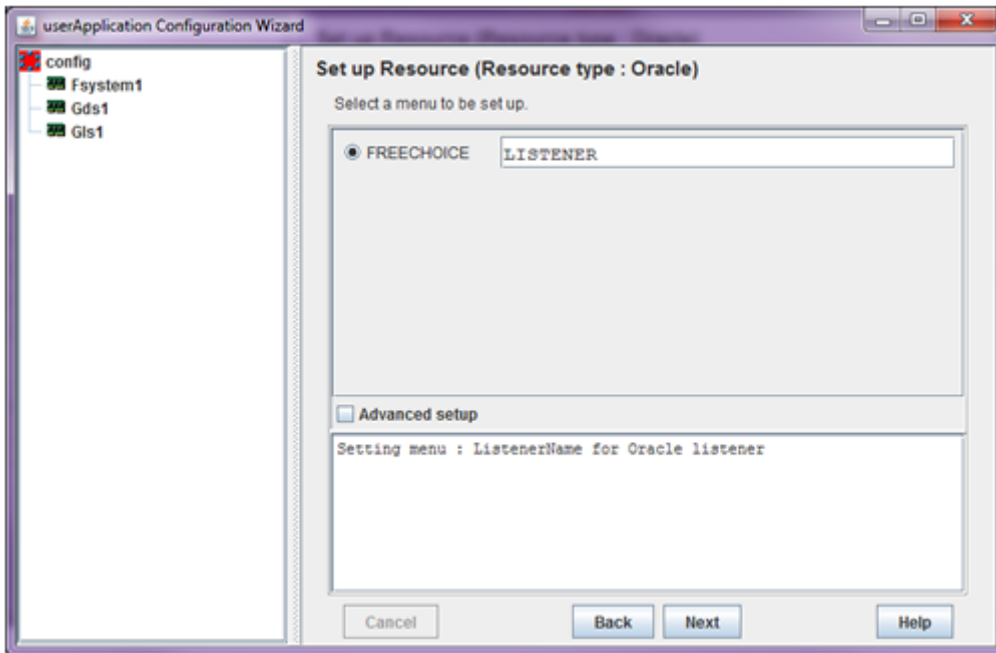 userApplication Configuration Wizard
config
Fsystem1
Gds1
Gls1
Set up Resource (Resource type : Oracle)
Select a menu to be set up.
FREECHOICE LISTENER
Advanced setup
Setting menu : ListenerName for Oracle listener
Cancel Back Next Help